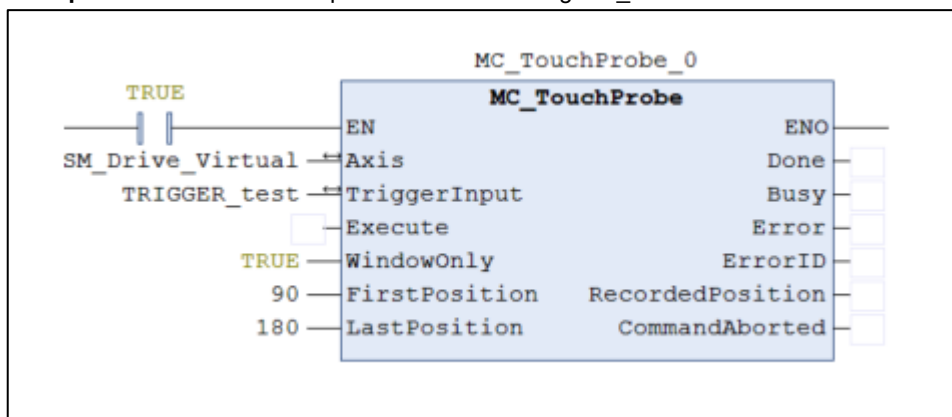 MC_TouchProbe_0
TRUE
MC_TouchProbe
EN ENO
SM_Drive_Virtual Axis Done
TRIGGER_test TriggerInput Busy
Execute Error
TRUE WindowOnly ErrorID
90 FirstPosition RecordedPosition
180 LastPosition CommandAborted